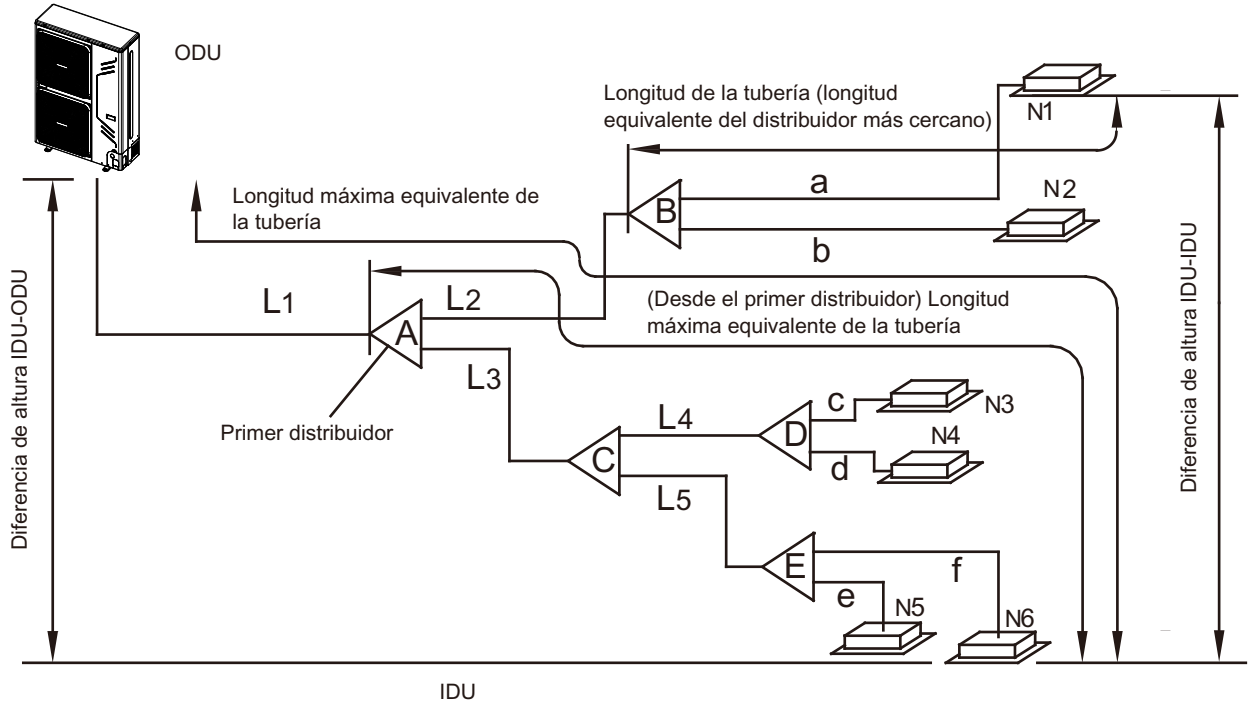 ODU
Longitud de la tubería (longitud
equivalente del distribuidor más cercano)
N1
Longitud máxima equivalente de
la tubería
a
B
N2
b
L1
L2
A
(Desde el primer distribuidor) Longitud
máxima equivalente de la tubería
L3
Primer distribuidor
L4
c
D
N3
N4
d
C
L5
E
f
e
N5
N6
IDU
Diferencia de altura IDU-ODU
Diferencia de altura IDU-IDU